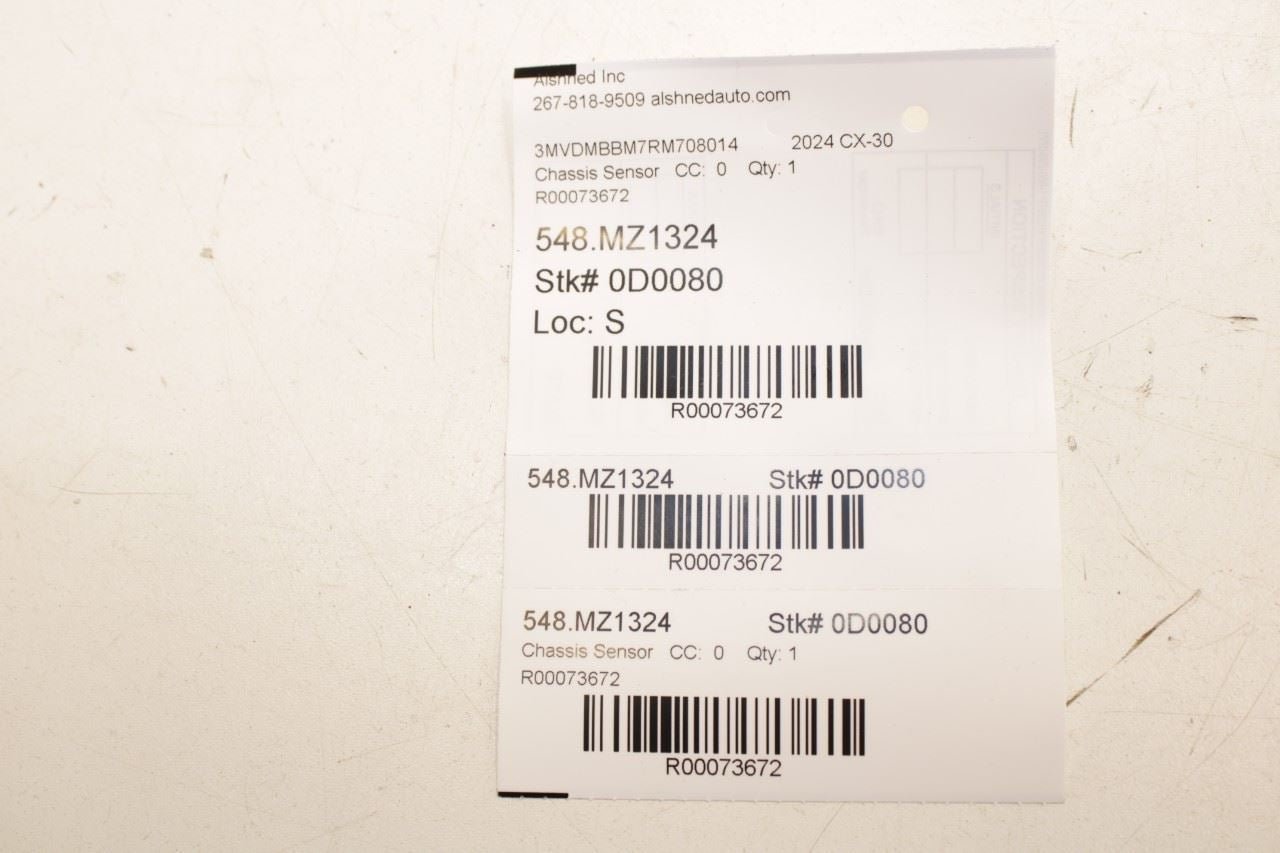 Alshned Inc
267-818-9509 alshnedauto.com
3MVDMBBM7RM708014 2024 CX-30
Chassis Sensor CC: 0 Qty: 1
R00073672
548.MZ1324
Stk# 0D0080
Loc: S
R00073672
548.MZ1324 Stk# 0D0080
R00073672
548.MZ1324 Stk# 0D0080
Chassis Sensor CC: 0 Qty: 1
R00073672
R00073672